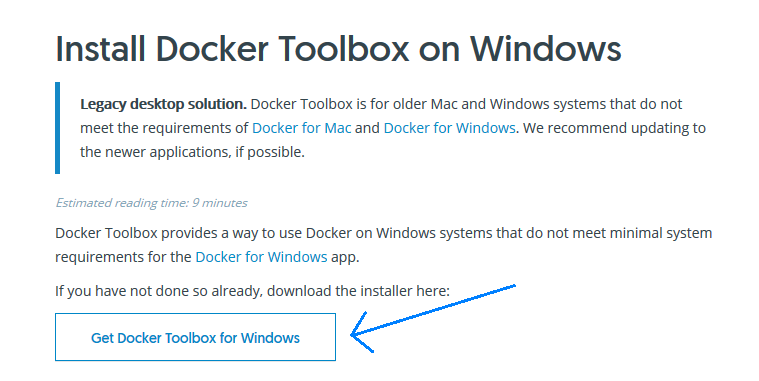 Install Docker Toolbox on Windows
Legacy desktop solution. Docker Toolbox is for older Mac and Windows systems that do not
meet the requirements of Docker for Mac and Docker for Windows. We recommend updating to
the newer applications, if possible.
Estimated reading time: 9 minutes
Docker Toolbox provides a way to use Docker on Windows systems that do not meet minimal system
requirements for the Docker for Windows app.
If you have not done so already, download the installer here:
Get Docker Toolbox for Windows